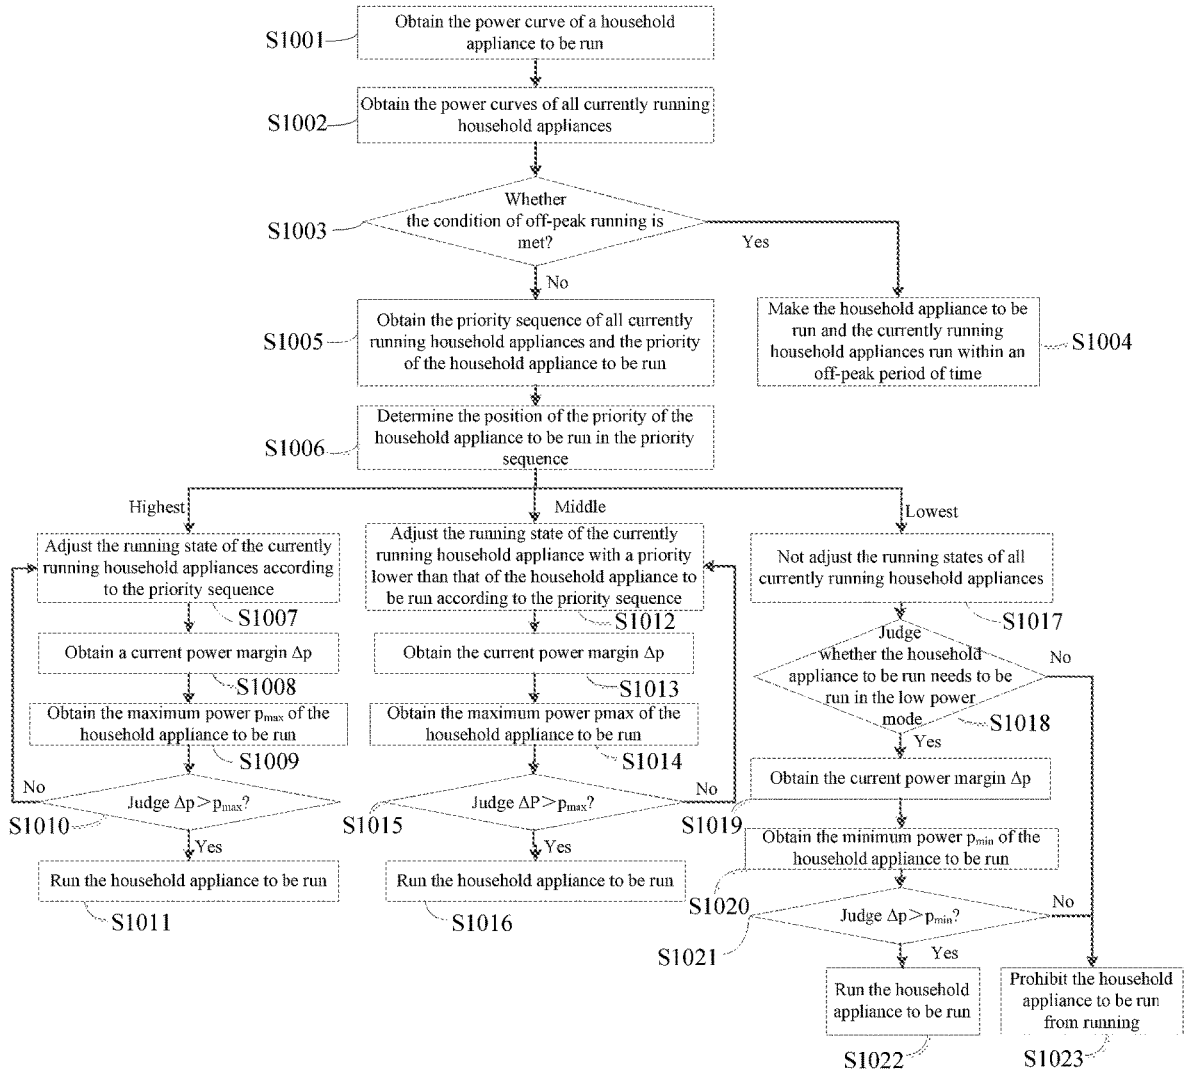 Obtain the power curve of a household
appliance to be run
S1001
Obtain the power curves of all currently running
household appliances
S1002
Whether
the condition of off-peak running is
met?
S1003
Yes
No
Make the household appliance to be
run and the currently running
household appliances run within an
off-peak period of time
S1004
Obtain the priority sequence of all currently
running household appliances and the priority
of the household appliance to be run
S1005
Determine the position of the priority of the
household appliance to be run in the priority
sequence
S1006
Highest
Middle
Lowest
Adjust the running state of the currently
running household appliances according
to the priority sequence
S1007
Obtain a current power margin Δp
S1008
Obtain the maximum power pmax of the
household appliance to be run
S1009
No
Judge Δp>pmax?
S1010
Yes
Run the household appliance to be run
S1011
Adjust the running state of the currently
running household appliance with a priority
lower than that of the household appliance to
be run according to the priority sequence
S1012
Obtain the current power margin Δp
S1013
Obtain the maximum power pmax of the
household appliance to be run
S1014
Judge ΔP>pmax?
No
S1015
Yes
Run the household appliance to be run
S1016
Not adjust the running states of all
currently running household appliances
S1017
Judge
whether the household
appliance to be run needs to be
run in the low power
mode
No
S1018
Yes
Obtain the current power margin Δp
S1019
Obtain the minimum power pmin of the
household appliance to be run
S1020
Judge Δp>pmin?
No
S1021
Yes
Run the household
appliance to be run
S1022
Prohibit the household
appliance to be run
from running
S1023